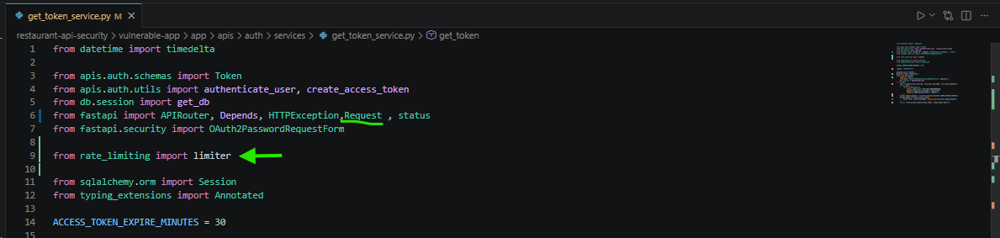 get_token_service.py M
restaurant-api-security > vulnerable-app > app > apis > auth > services > get_token_service.py > get_token
1 from datetime import timedelta
2
3 from apis.auth.schemas import Token
4 from apis.auth.utils import authenticate_user, create_access_token
5 from db.session import get_db
6 from fastapi import APIRouter, Depends, HTTPException,Request , status
7 from fastapi.security import OAuth2PasswordRequestForm
8
9 from rate_limiting import limiter
10
11 from sqlalchemy.orm import Session
12 from typing_extensions import Annotated
13
14 ACCESS_TOKEN_EXPIRE_MINUTES = 30
15